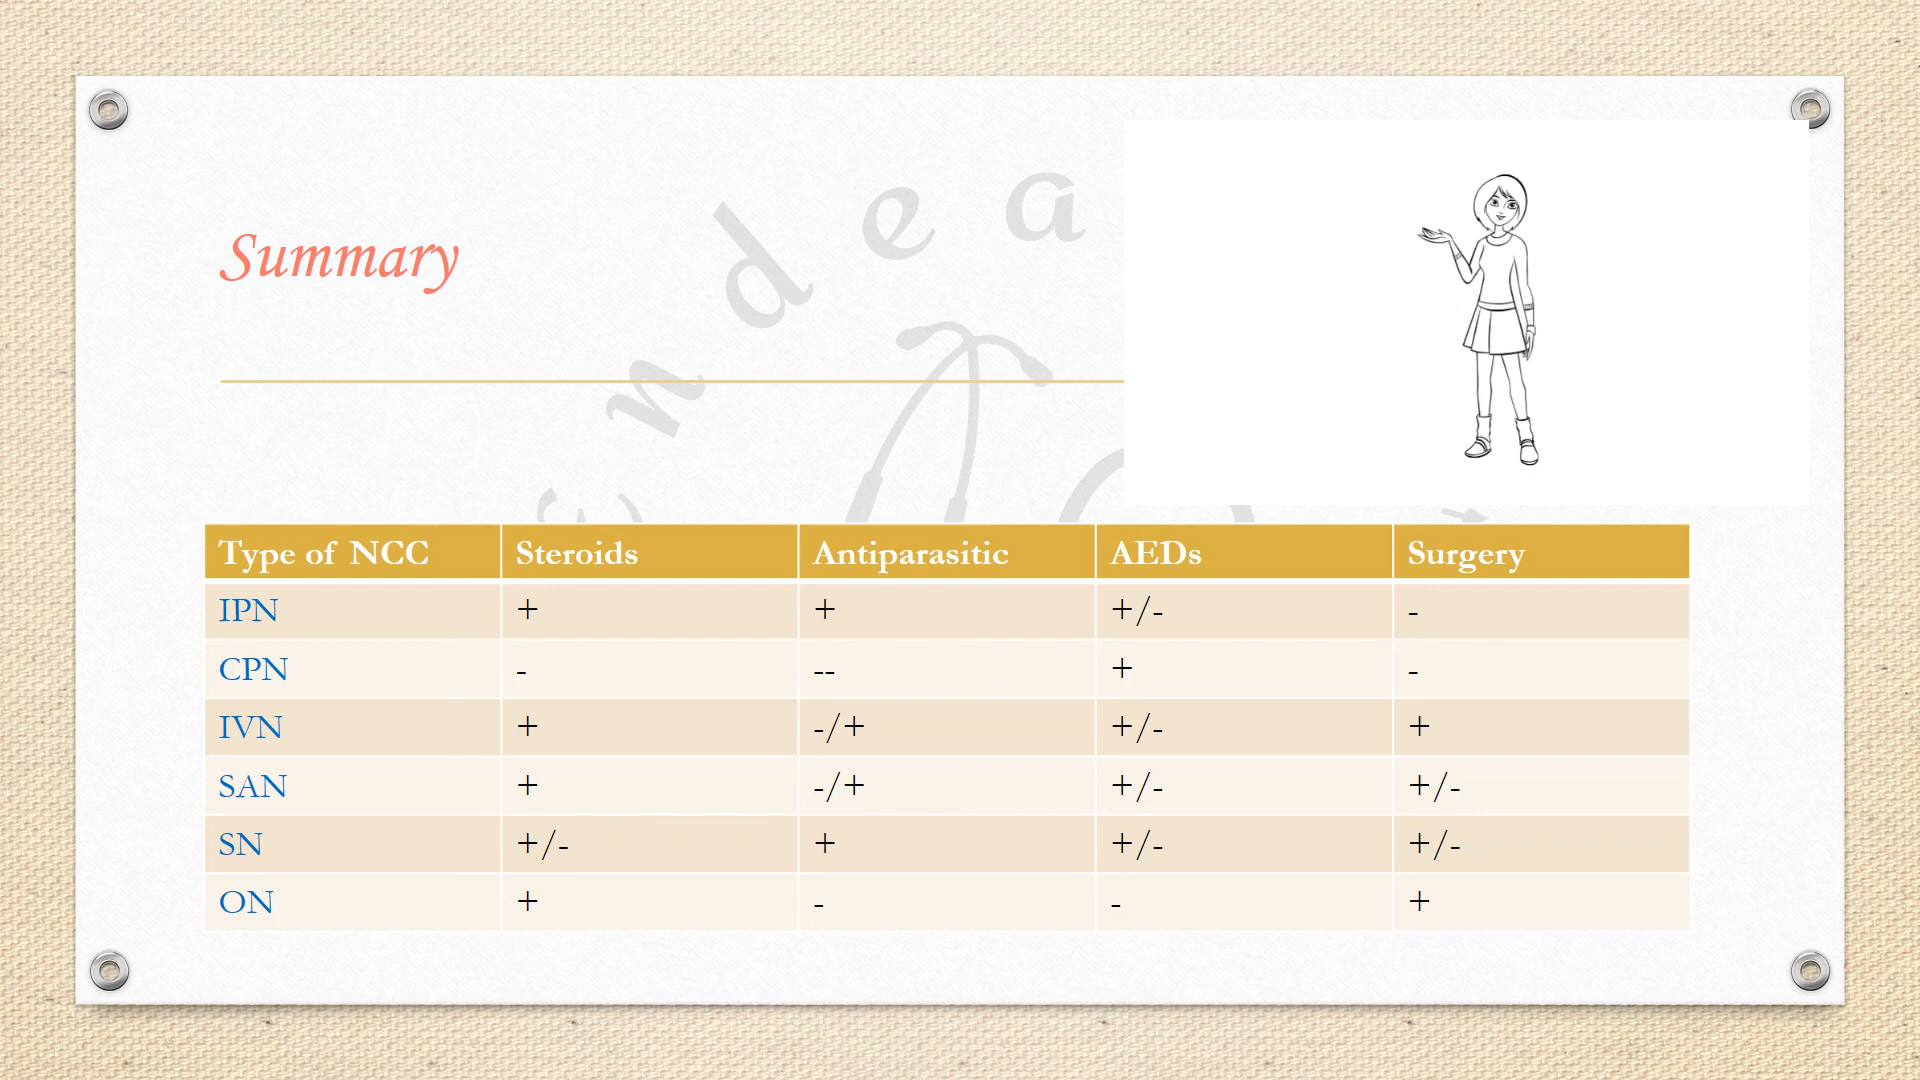 Summary
E n d e a
Type of NCC Steroids Antiparasitic AEDs Surgery
IPN + + +/- -
CPN - -- + -
IVN + -/+ +/- +
SAN + -/+ +/- +/-
SN +/- + +/- +/-
ON + - - +